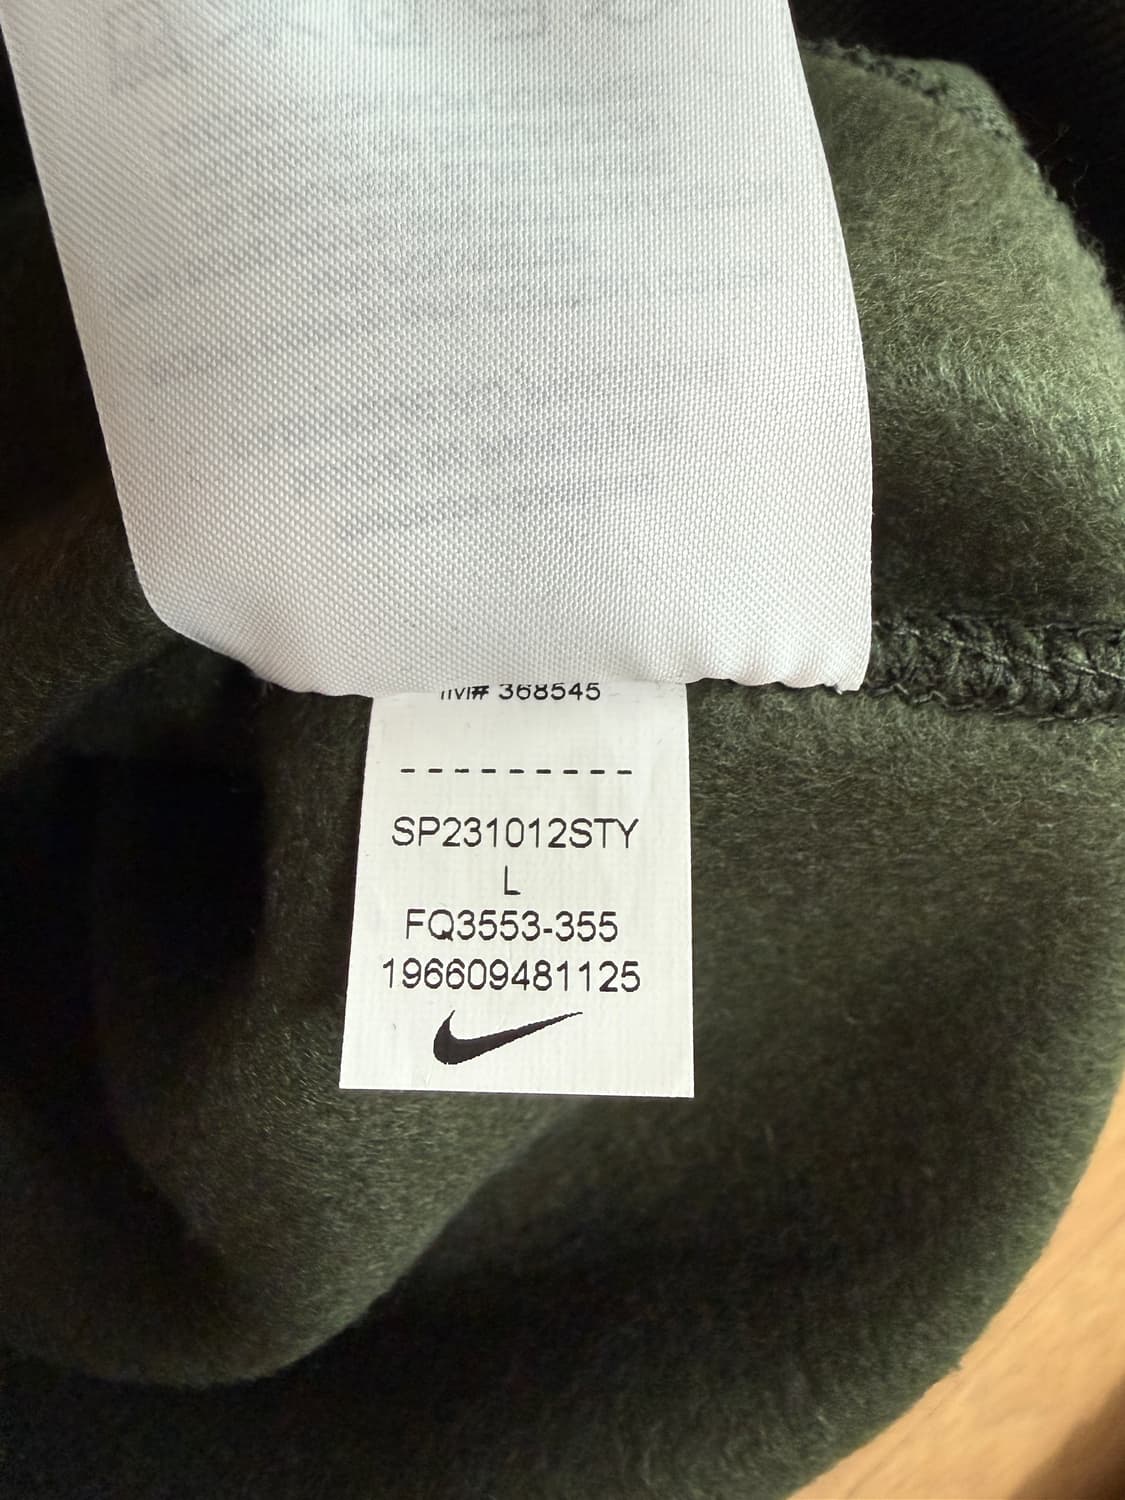 368545
---------
SP231012STY
L
FQ3553-355
196609481125